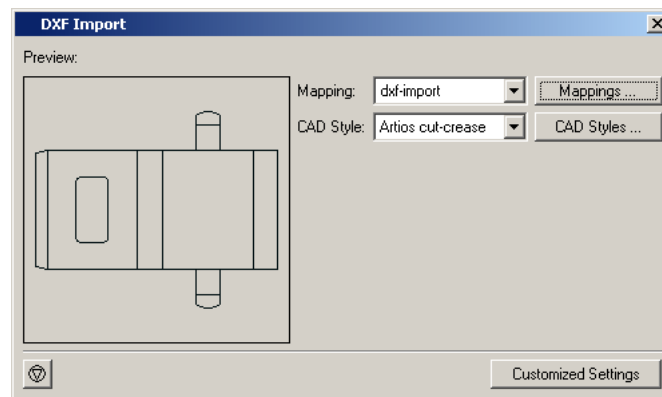 DXF Import
Preview:
Mapping: dxf-import Mappings ...
CAD Style: Artios cut-crease CAD Styles ...
Customized Settings